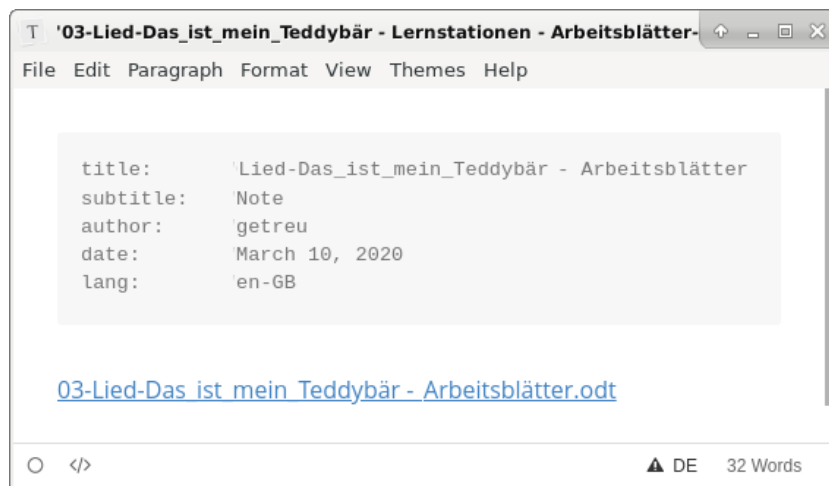 T '03-Lied-Das_ist_mein_Teddybär - Lernstationen - Arbeitsblätter-
File Edit Paragraph Format View Themes Help
title: 'Lied-Das_ist_mein_Teddybär - Arbeitsblätter
subtitle: 'Note
author: 'getreu
date: 'March 10, 2020
lang: 'en-GB
03-Lied-Das_ist_mein_Teddybär - Arbeitsblätter.odt
</> DE 32 Words